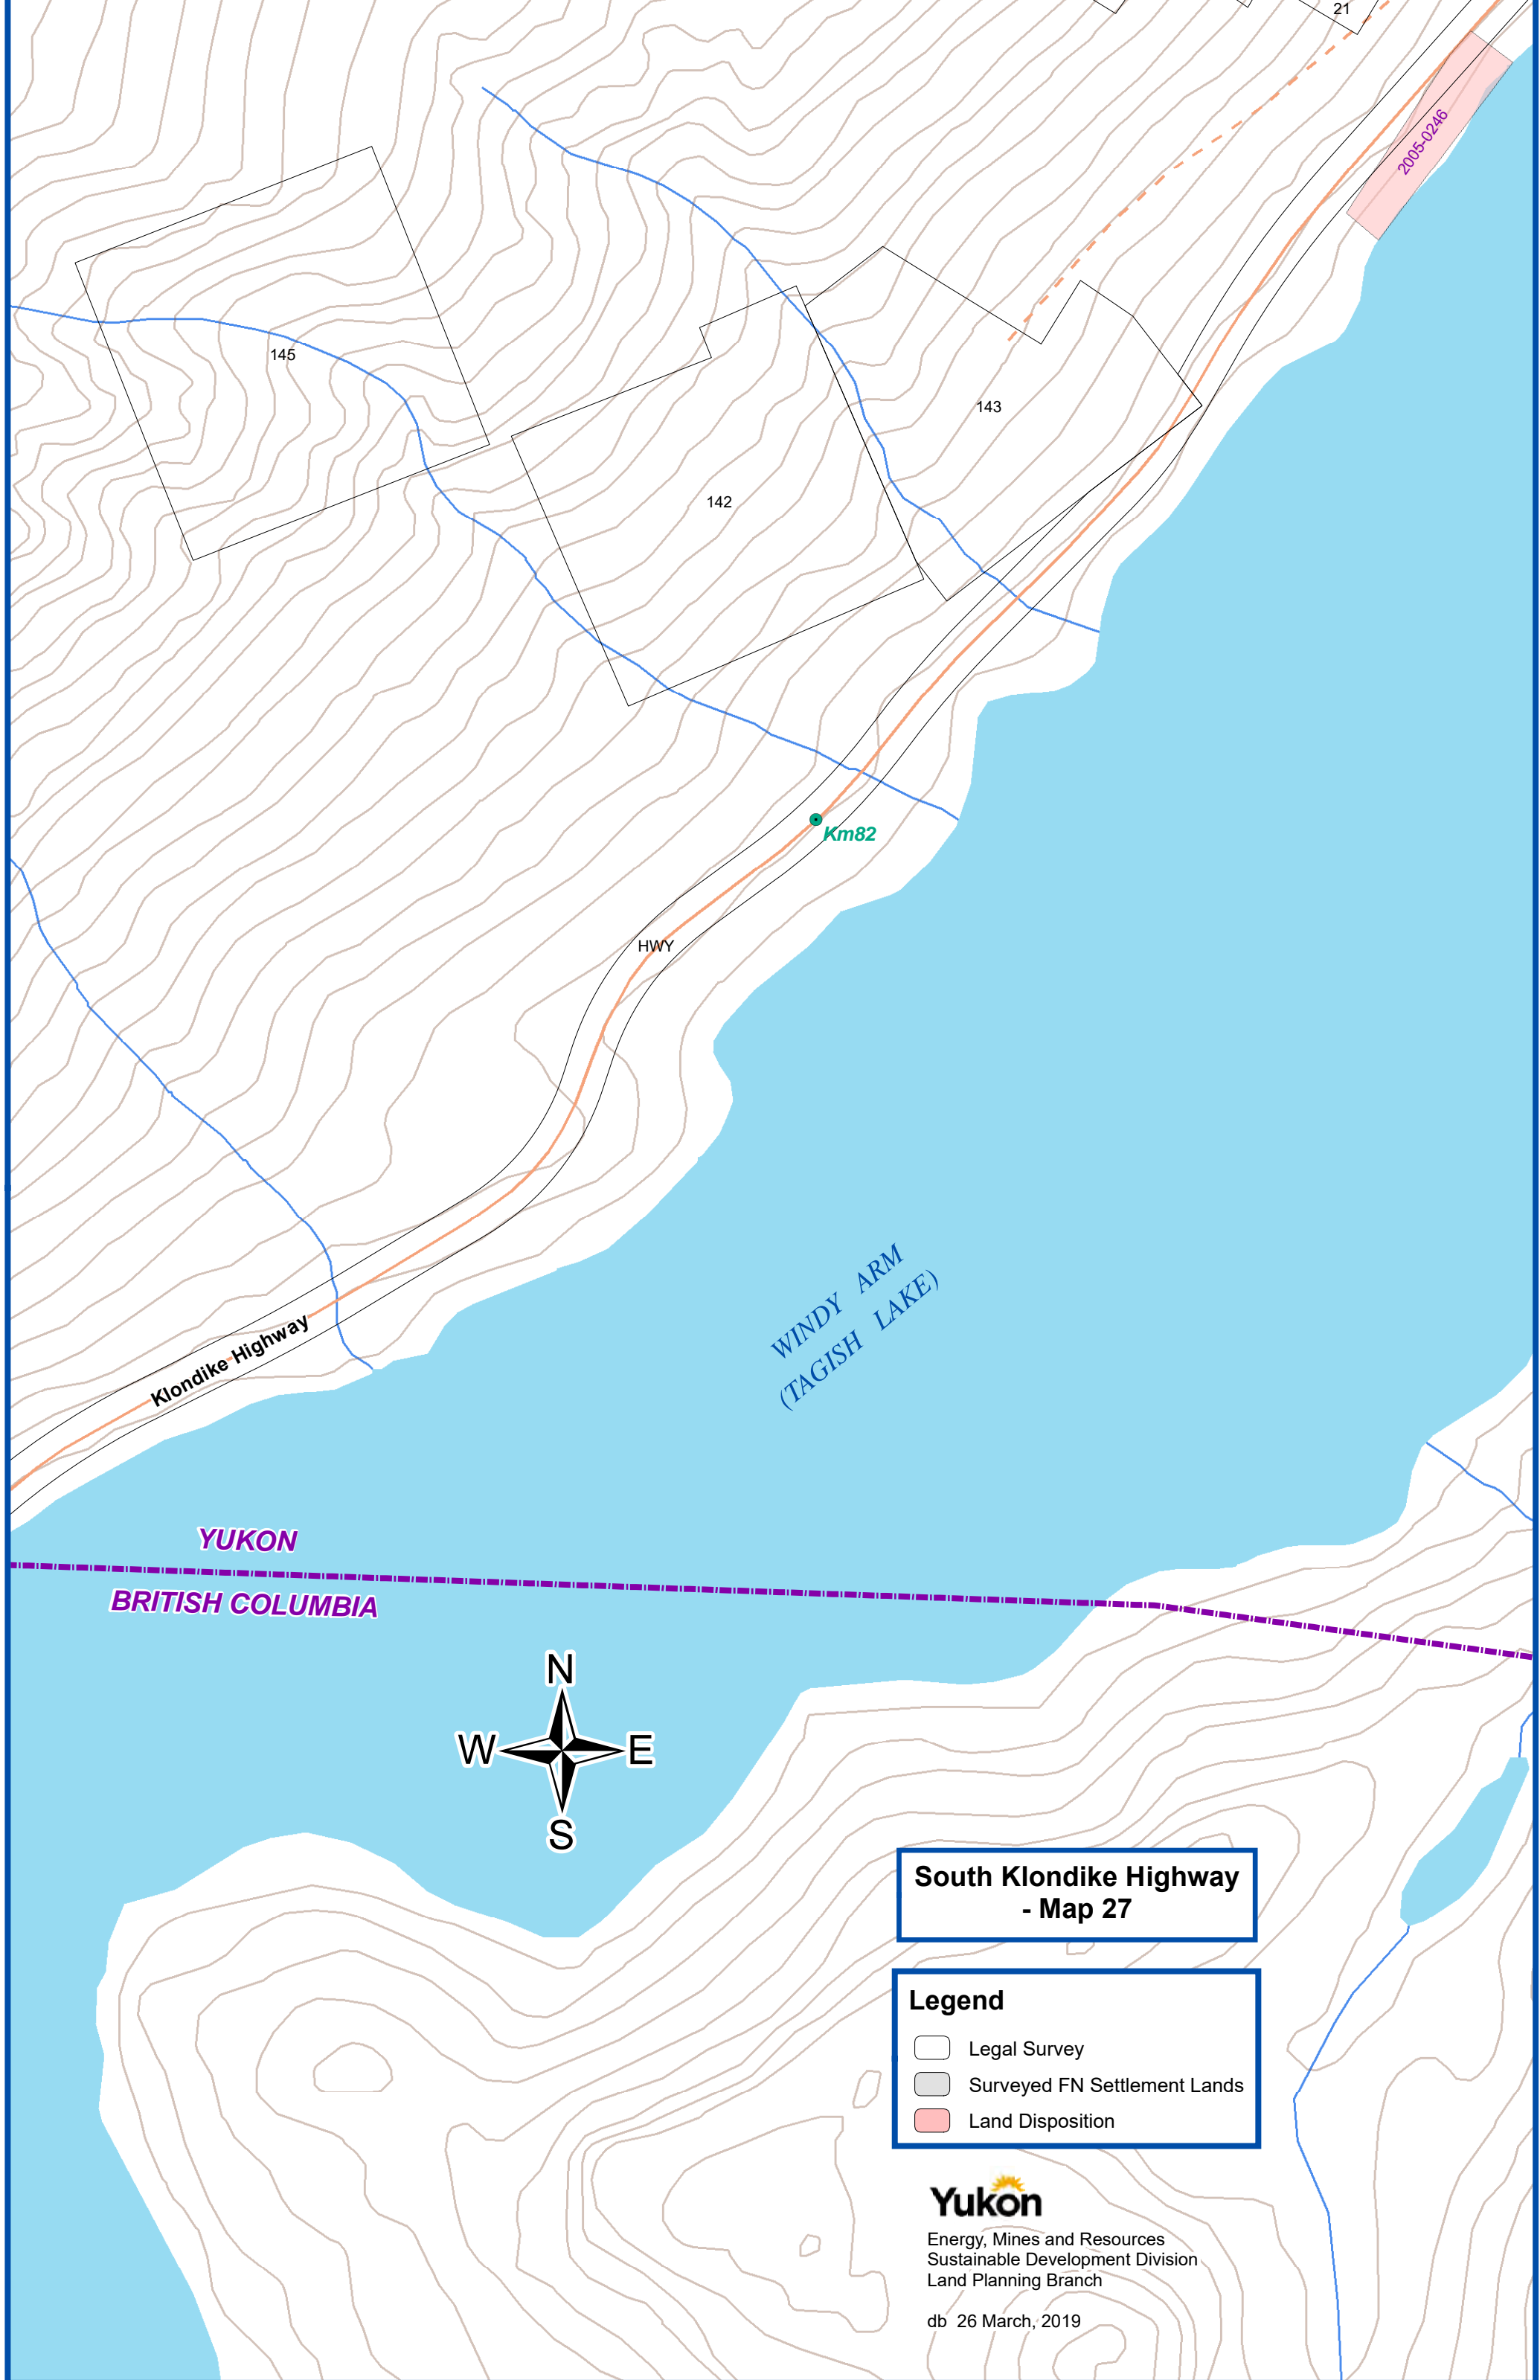 21
2005-0246
145
143
142
Km82
HWY
WINDY ARM
(TAGISH LAKE)
Klondike Highway
YUKON
BRITISH COLUMBIA
N
W E
S
South Klondike Highway
- Map 27
Legend
Legal Survey
Surveyed FN Settlement Lands
Land Disposition
Yukon
Energy, Mines and Resources
Sustainable Development Division
Land Planning Branch
db 26 March, 2019